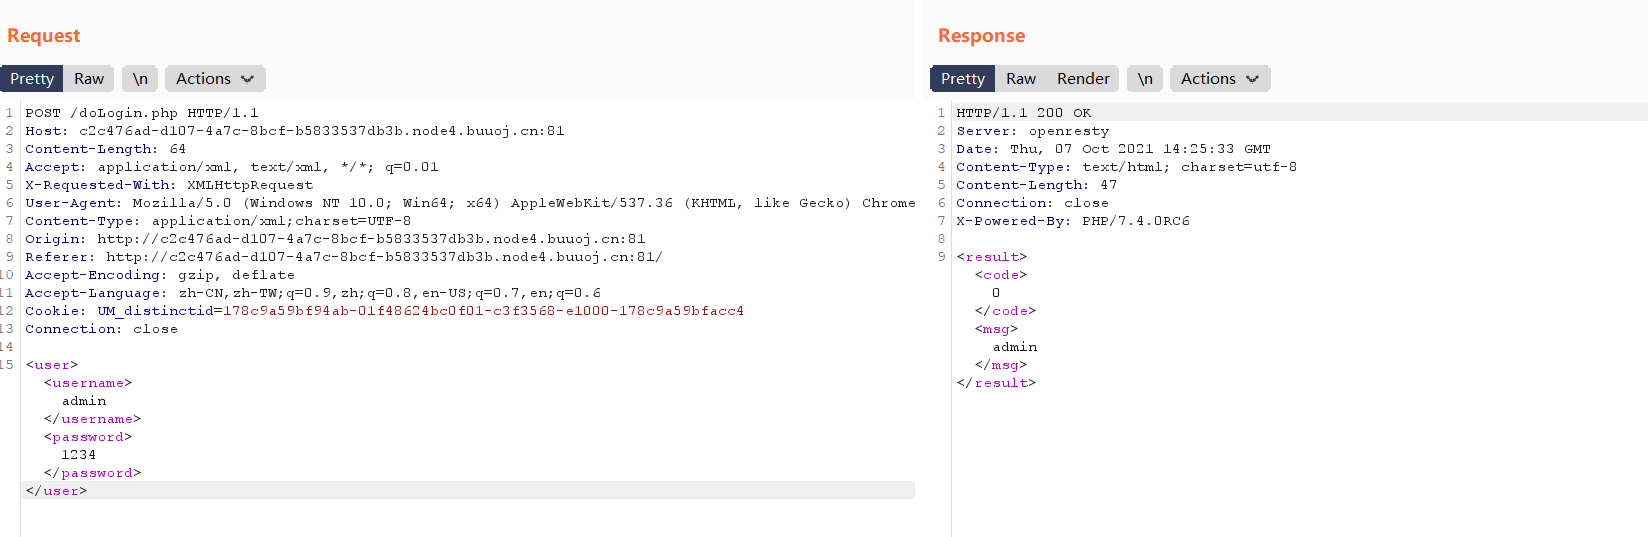 Request
Pretty Raw \n Actions
1 POST /doLogin.php HTTP/1.1
2 Host: c2c476ad-d107-4a7c-8bcf-b5833537db3b.node4.buuoj.cn:81
3 Content-Length: 64
4 Accept: application/xml, text/xml, */*; q=0.01
5 X-Requested-With: XMLHttpRequest
6 User-Agent: Mozilla/5.0 (Windows NT 10.0; Win64; x64) AppleWebKit/537.36 (KHTML, like Gecko) Chrome
7 Content-Type: application/xml;charset=UTF-8
8 Origin: http://c2c476ad-d107-4a7c-8bcf-b5833537db3b.node4.buuoj.cn:81
9 Referer: http://c2c476ad-d107-4a7c-8bcf-b5833537db3b.node4.buuoj.cn:81/
10 Accept-Encoding: gzip, deflate
11 Accept-Language: zh-CN,zh-TW;q=0.9,zh;q=0.8,en-US;q=0.7,en;q=0.6
12 Cookie: UM_distinctid=178c9a59bf94ab-01f48624bc0f01-c3f3568-e1000-178c9a59bfacc4
13 Connection: close
14
15 <user>
<username>
admin
</username>
<password>
1234
</password>
</user>
Response
Pretty Raw Render \n Actions
1 HTTP/1.1 200 OK
2 Server: openresty
3 Date: Thu, 07 Oct 2021 14:25:33 GMT
4 Content-Type: text/html; charset=utf-8
5 Content-Length: 47
6 Connection: close
7 X-Powered-By: PHP/7.4.0RC6
8
9 <result>
<code>
0
</code>
<msg>
admin
</msg>
</result>